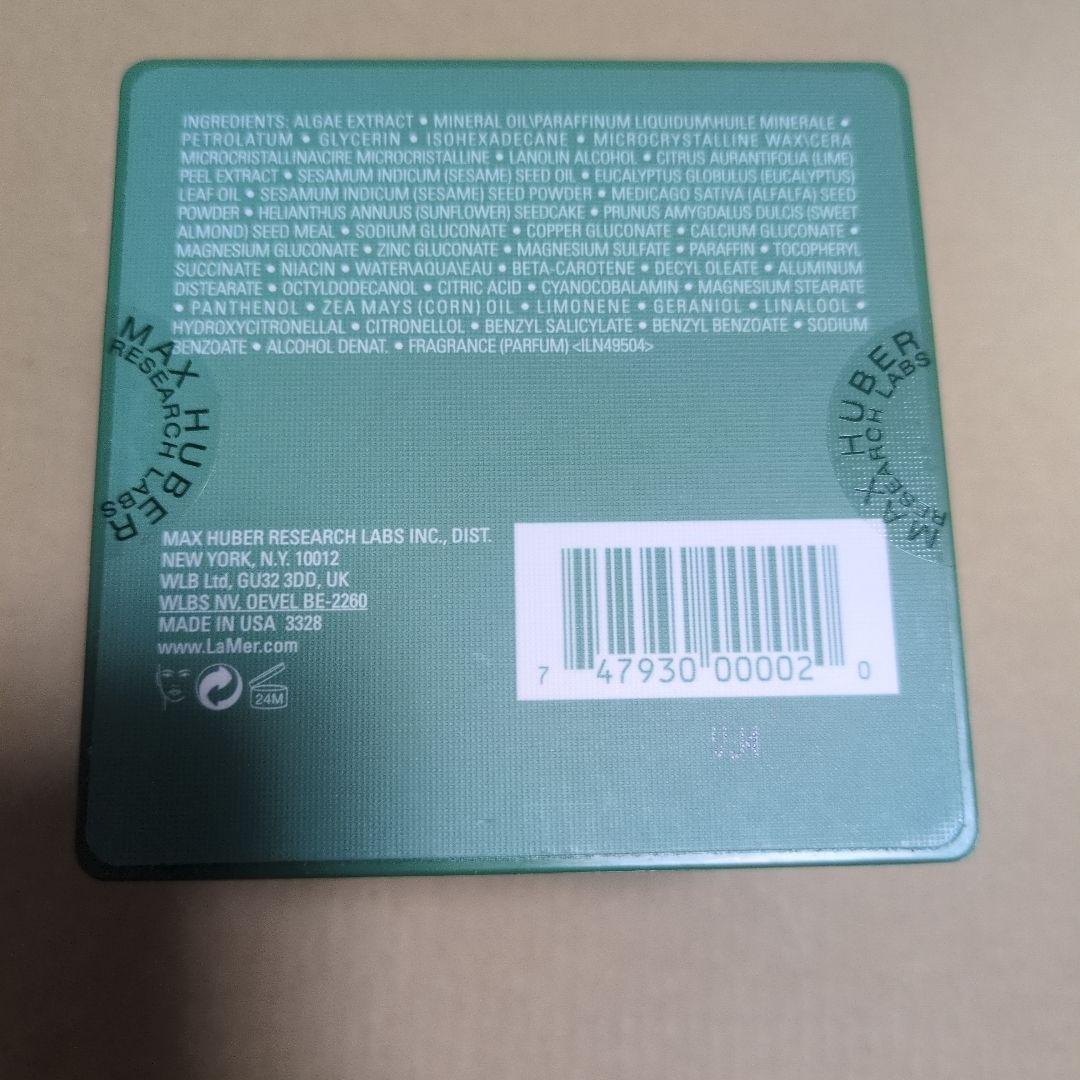 INGREDIENTS: ALGAE EXTRACT • MINERAL OIL\PARAFFINUM LIQUIDUM\HUILE MINERALE •
PETROLATUM • GLYCERIN • ISOHEXADECANE • MICROCRYSTALLINE WAX\CERA
MICROCRISTALLINA\CIRE MICROCRISTALLINE • LANOLIN ALCOHOL • CITRUS AURANTIFOLIA (LIME)
PEEL EXTRACT • SESAMUM INDICUM (SESAME) SEED OIL • EUCALYPTUS GLOBULUS (EUCALYPTUS)
LEAF OIL • SESAMUM INDICUM (SESAME) SEED POWDER • MEDICAGO SATIVA (ALFALFA) SEED
POWDER • HELIANTHUS ANNUUS (SUNFLOWER) SEEDCAKE • PRUNUS AMYGDALUS DULCIS (SWEET
ALMOND) SEED MEAL • SODIUM GLUCONATE • COPPER GLUCONATE • CALCIUM GLUCONATE •
MAGNESIUM GLUCONATE • ZINC GLUCONATE • MAGNESIUM SULFATE • PARAFFIN • TOCOPHERYL
SUCCINATE • NIACIN • WATER\AQUA\EAU • BETA-CAROTENE • DECYL OLEATE • ALUMINUM
DISTEARATE • OCTYLDODECANOL • CITRIC ACID • CYANOCOBALAMIN • MAGNESIUM STEARATE
• PANTHENOL • ZEA MAYS (CORN) OIL • LIMONENE • GERANIOL • LINALOOL •
HYDROXYCITRONELLAL • CITRONELLOL • BENZYL SALICYLATE • BENZYL BENZOATE • SODIUM
BENZOATE • ALCOHOL DENAT. • FRAGRANCE (PARFUM) <ILN49504>
MAX HUBER
RESEARCH LABS
MAX HUBER
RESEARCH LABS
MAX HUBER RESEARCH LABS INC., DIST.
NEW YORK, N.Y. 10012
WLB Ltd, GU32 3DD, UK
WLBS NV. OEVEL BE-2260
MADE IN USA 3328
www.LaMer.com
24M
7 47930 00002 0